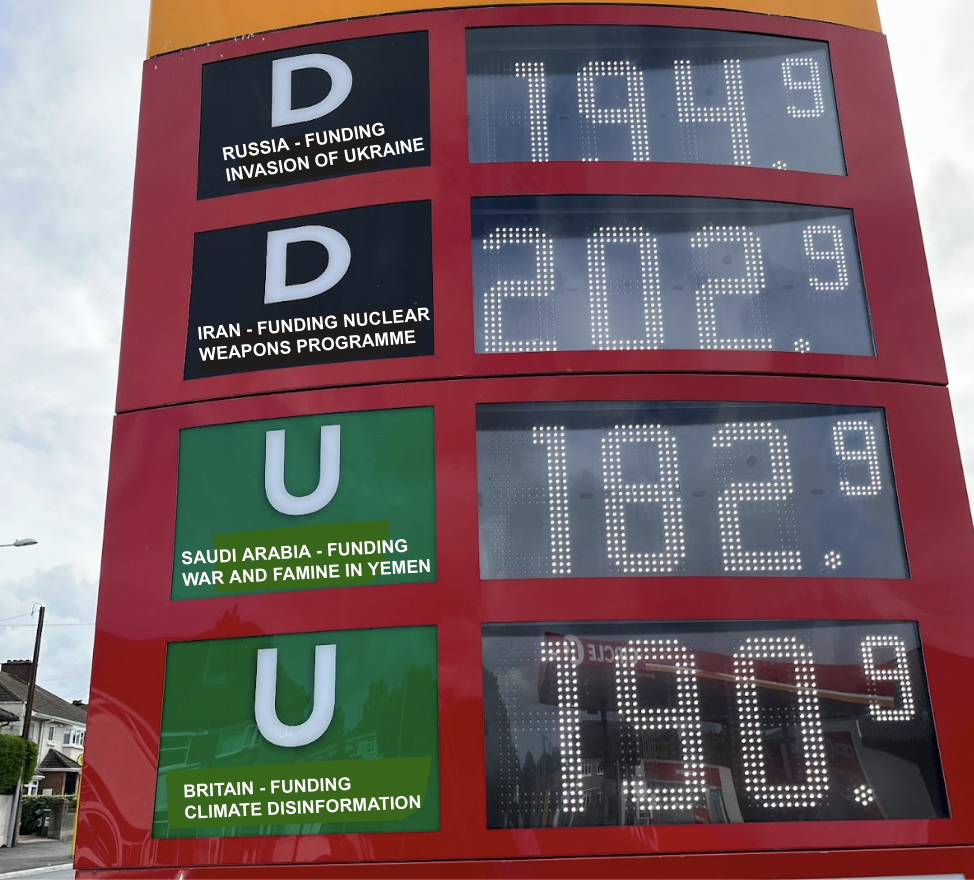 D 194.9
RUSSIA - FUNDING
INVASION OF UKRAINE
D 202.9
IRAN - FUNDING NUCLEAR
WEAPONS PROGRAMME
U 182.9
SAUDI ARABIA - FUNDING
WAR AND FAMINE IN YEMEN
U 190.9
BRITAIN - FUNDING
CLIMATE DISINFORMATION